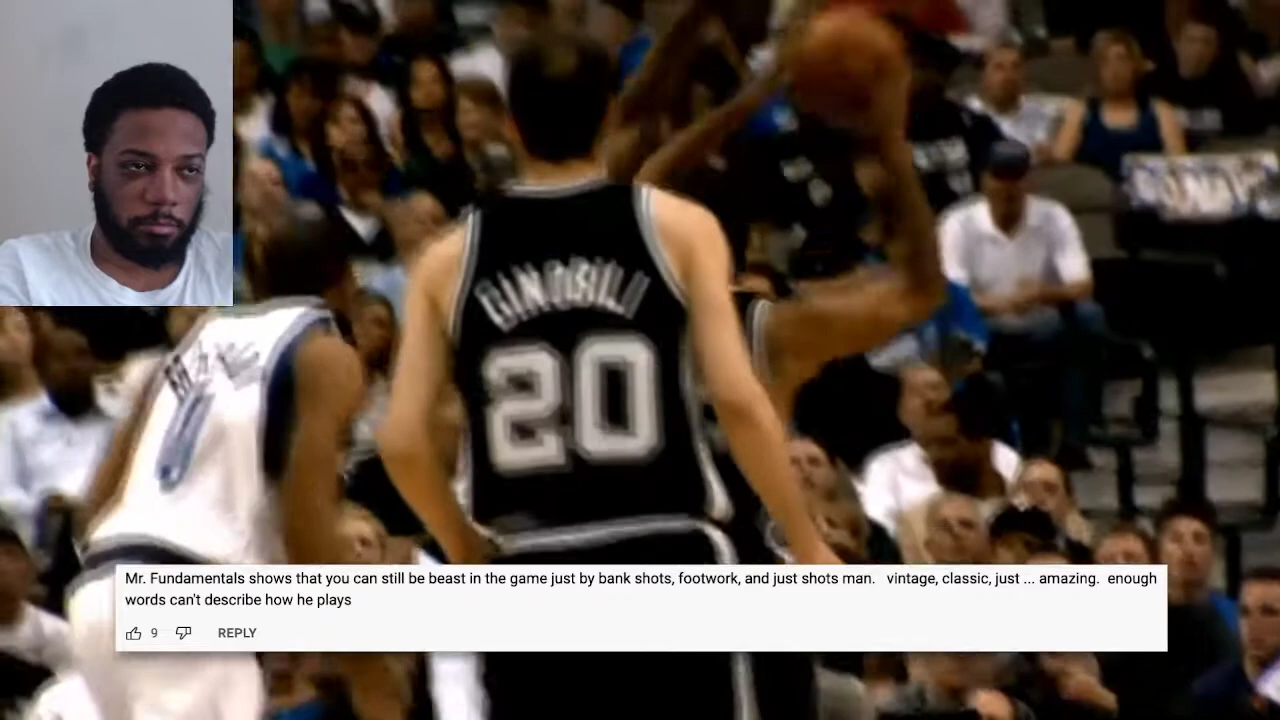 GINOBILI
20
Mr. Fundamentals shows that you can still be beast in the game just by bank shots, footwork, and just shots man.   vintage, classic, just ... amazing.  enough
words can't describe how he plays
9
REPLY